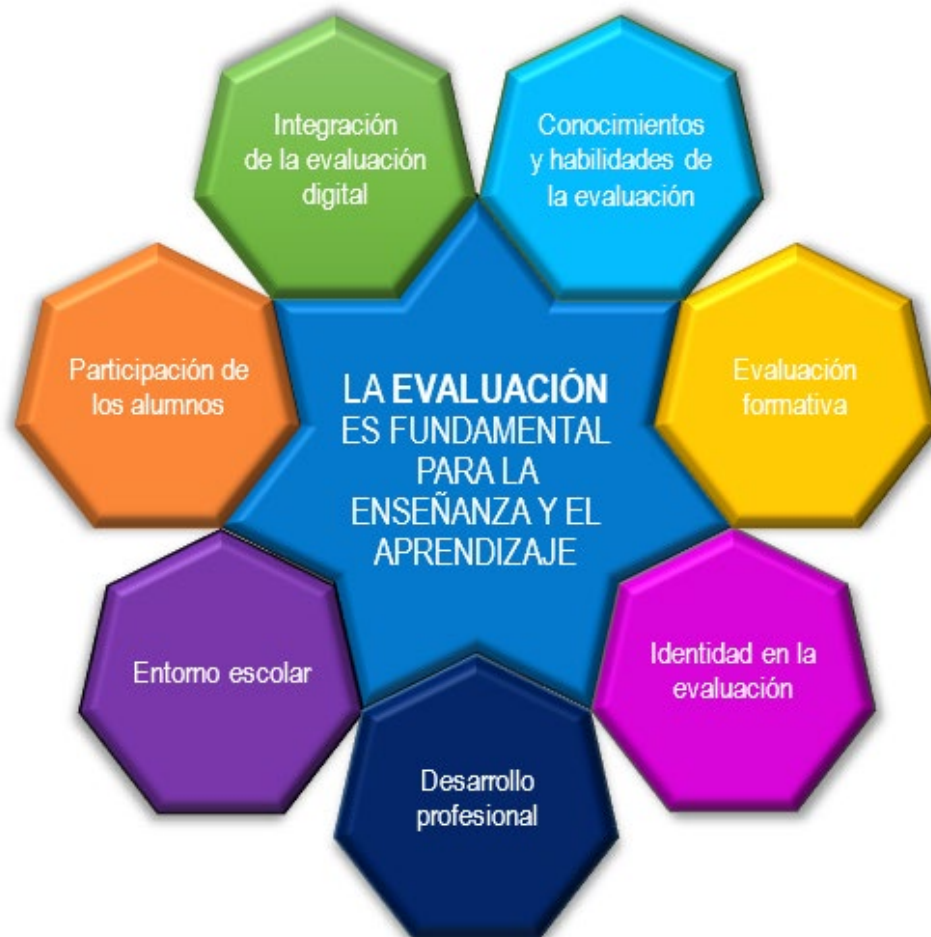 Integración
de la evaluación
digital
Conocimientos
y habilidades de
la evaluación
Participación de
los alumnos
LA EVALUACIÓN
ES FUNDAMENTAL
PARA LA
ENSEÑANZA Y EL
APRENDIZAJE
Evaluación
formativa
Entorno escolar
Identidad en la
evaluación
Desarrollo
profesional